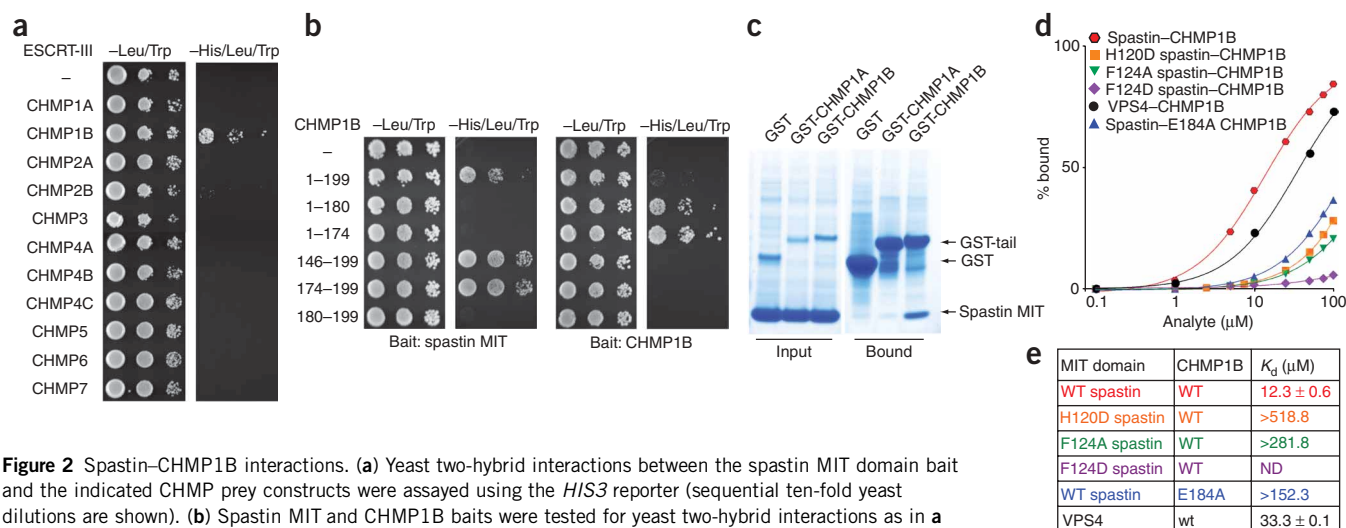 a
ESCRT-III –Leu/Trp –His/Leu/Trp
–
CHMP1A
CHMP1B
CHMP2A
CHMP2B
CHMP3
CHMP4A
CHMP4B
CHMP4C
CHMP5
CHMP6
CHMP7
b
CHMP1B –Leu/Trp –His/Leu/Trp –Leu/Trp –His/Leu/Trp
–
1–199
1–180
1–174
146–199
174–199
180–199
Bait: spastin MIT Bait: CHMP1B
c
GST GST-CHMP1A GST-CHMP1B GST GST-CHMP1A GST-CHMP1B
GST-tail
GST
Spastin MIT
Input Bound
d
Spastin–CHMP1B
H120D spastin–CHMP1B
F124A spastin–CHMP1B
F124D spastin–CHMP1B
VPS4–CHMP1B
Spastin–E184A CHMP1B
100
50
0
% bound
0.1 1 10 100
Analyte (µM)
e
MIT domain CHMP1B Kd (µM)
WT spastin WT 12.3 ± 0.6
H120D spastin WT >518.8
F124A spastin WT >281.8
F124D spastin WT ND
WT spastin E184A >152.3
VPS4 wt 33.3 ± 0.1
Figure 2 Spastin–CHMP1B interactions. (a) Yeast two-hybrid interactions between the spastin MIT domain bait
and the indicated CHMP prey constructs were assayed using the HIS3 reporter (sequential ten-fold yeast
dilutions are shown). (b) Spastin MIT and CHMP1B baits were tested for yeast two-hybrid interactions as in a